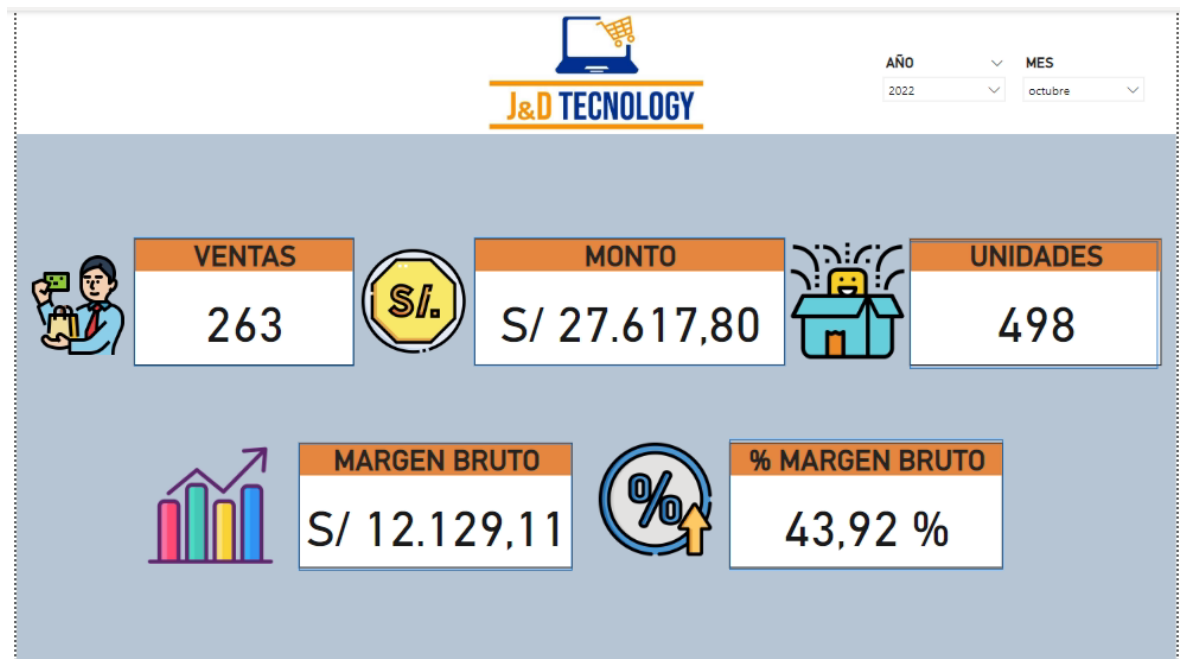 J&D TECNOLOGY
AÑO
MES
2022
octubre
VENTAS
MONTO
UNIDADES
263
S/.
S/ 27.617,80
498
MARGEN BRUTO
% MARGEN BRUTO
S/ 12.129,11
%
43,92 %